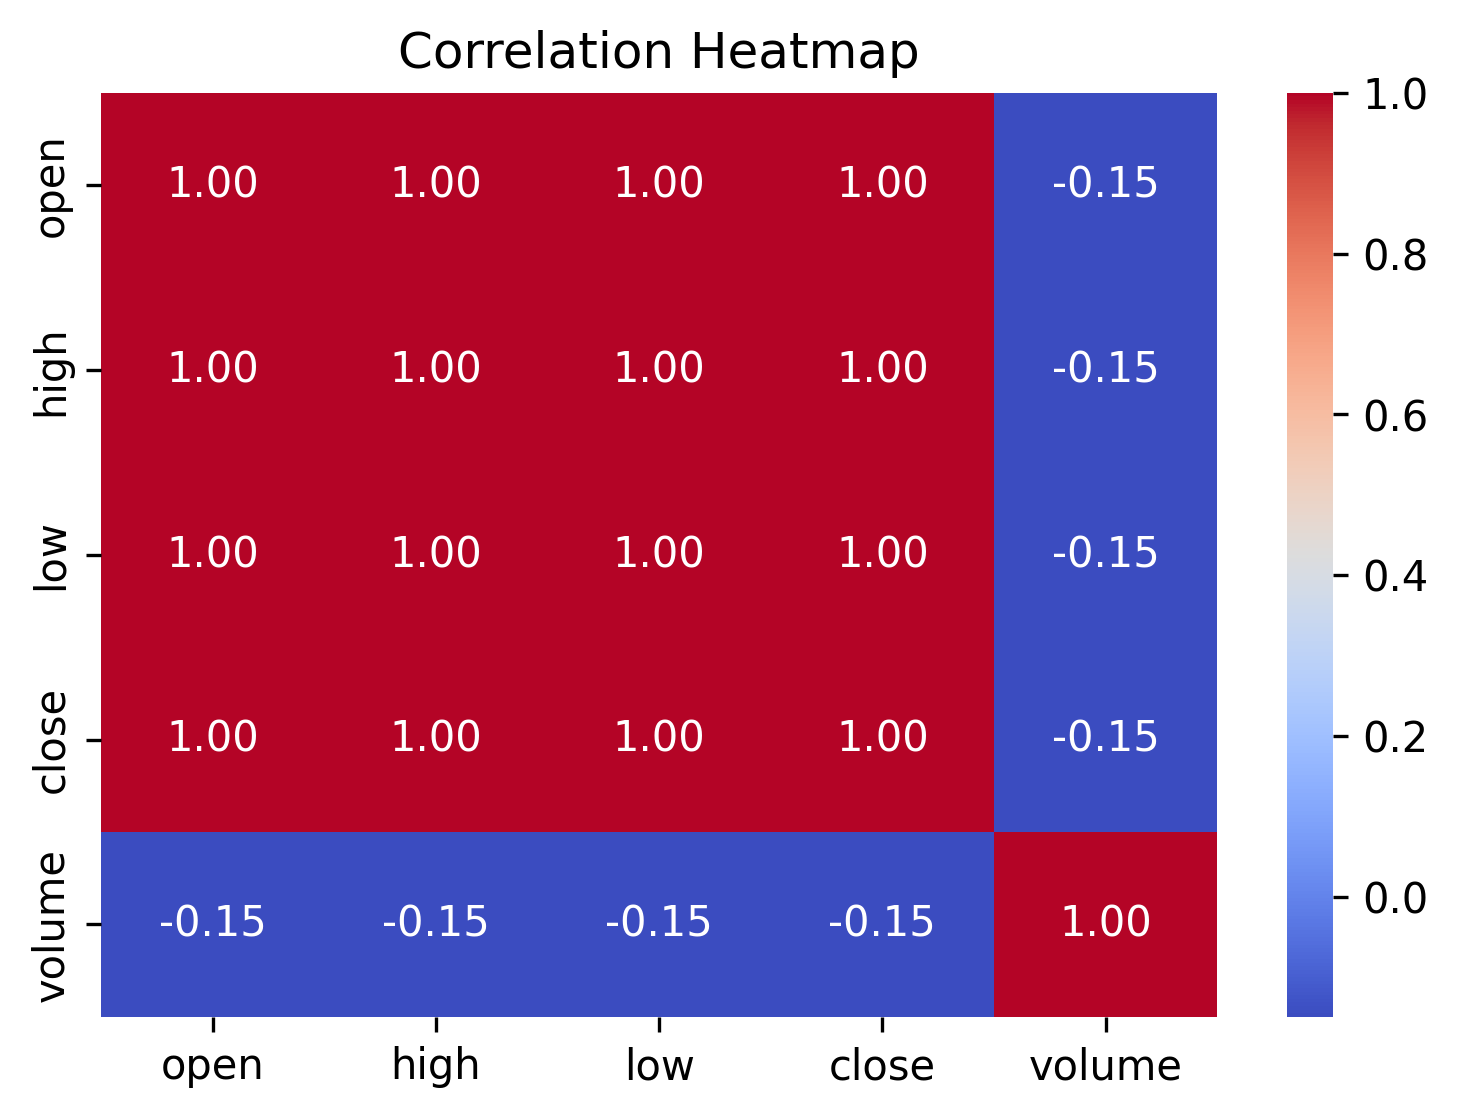 Correlation Heatmap
open 1.00 1.00 1.00 1.00 -0.15
high 1.00 1.00 1.00 1.00 -0.15
low 1.00 1.00 1.00 1.00 -0.15
close 1.00 1.00 1.00 1.00 -0.15
volume -0.15 -0.15 -0.15 -0.15 1.00
open high low close volume
1.0
0.8
0.6
0.4
0.2
0.0